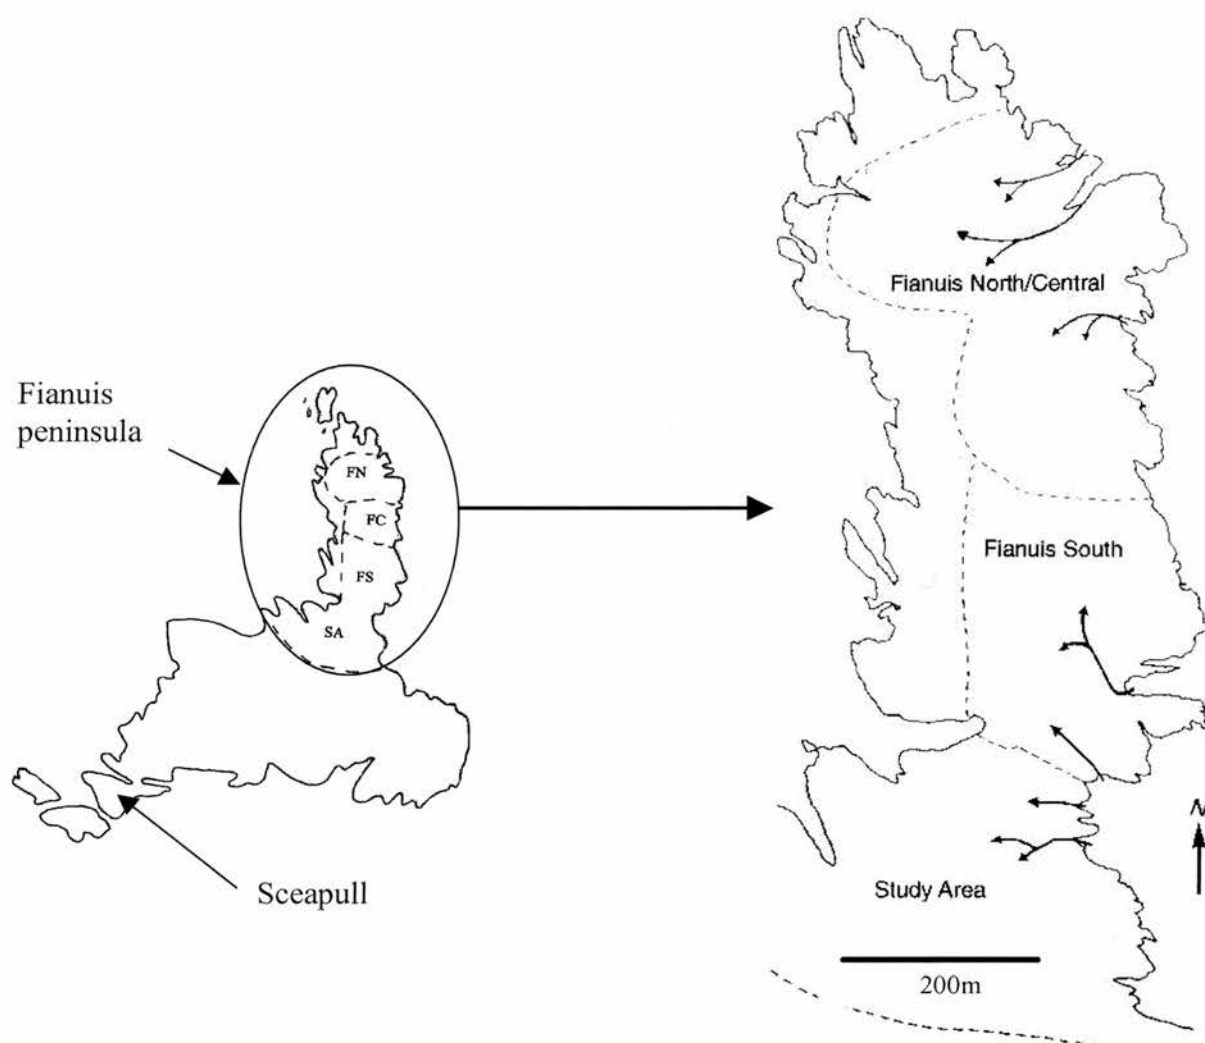 Fianuis
peninsula
FN
FC
FS
SA
Sceapull
Fianuis North/Central
Fianuis South
N
Study Area
200m